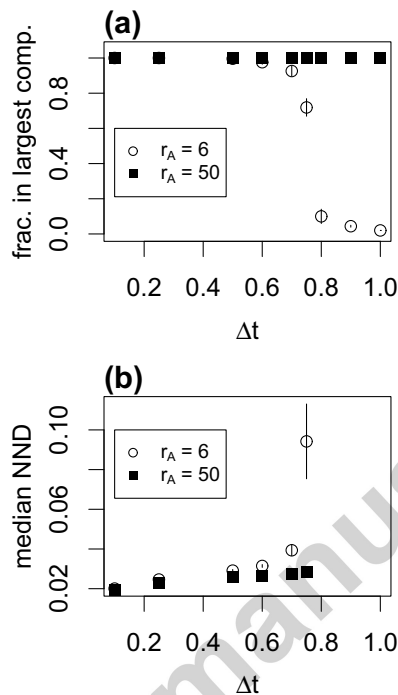 (a)
frac. in largest comp.
0.8
0.4
0.0
r_A = 6
r_A = 50
0.2 0.4 0.6 0.8 1.0
Δt
(b)
median NND
0.10
0.06
0.02
r_A = 6
r_A = 50
0.2 0.4 0.6 0.8 1.0
Δt
manus